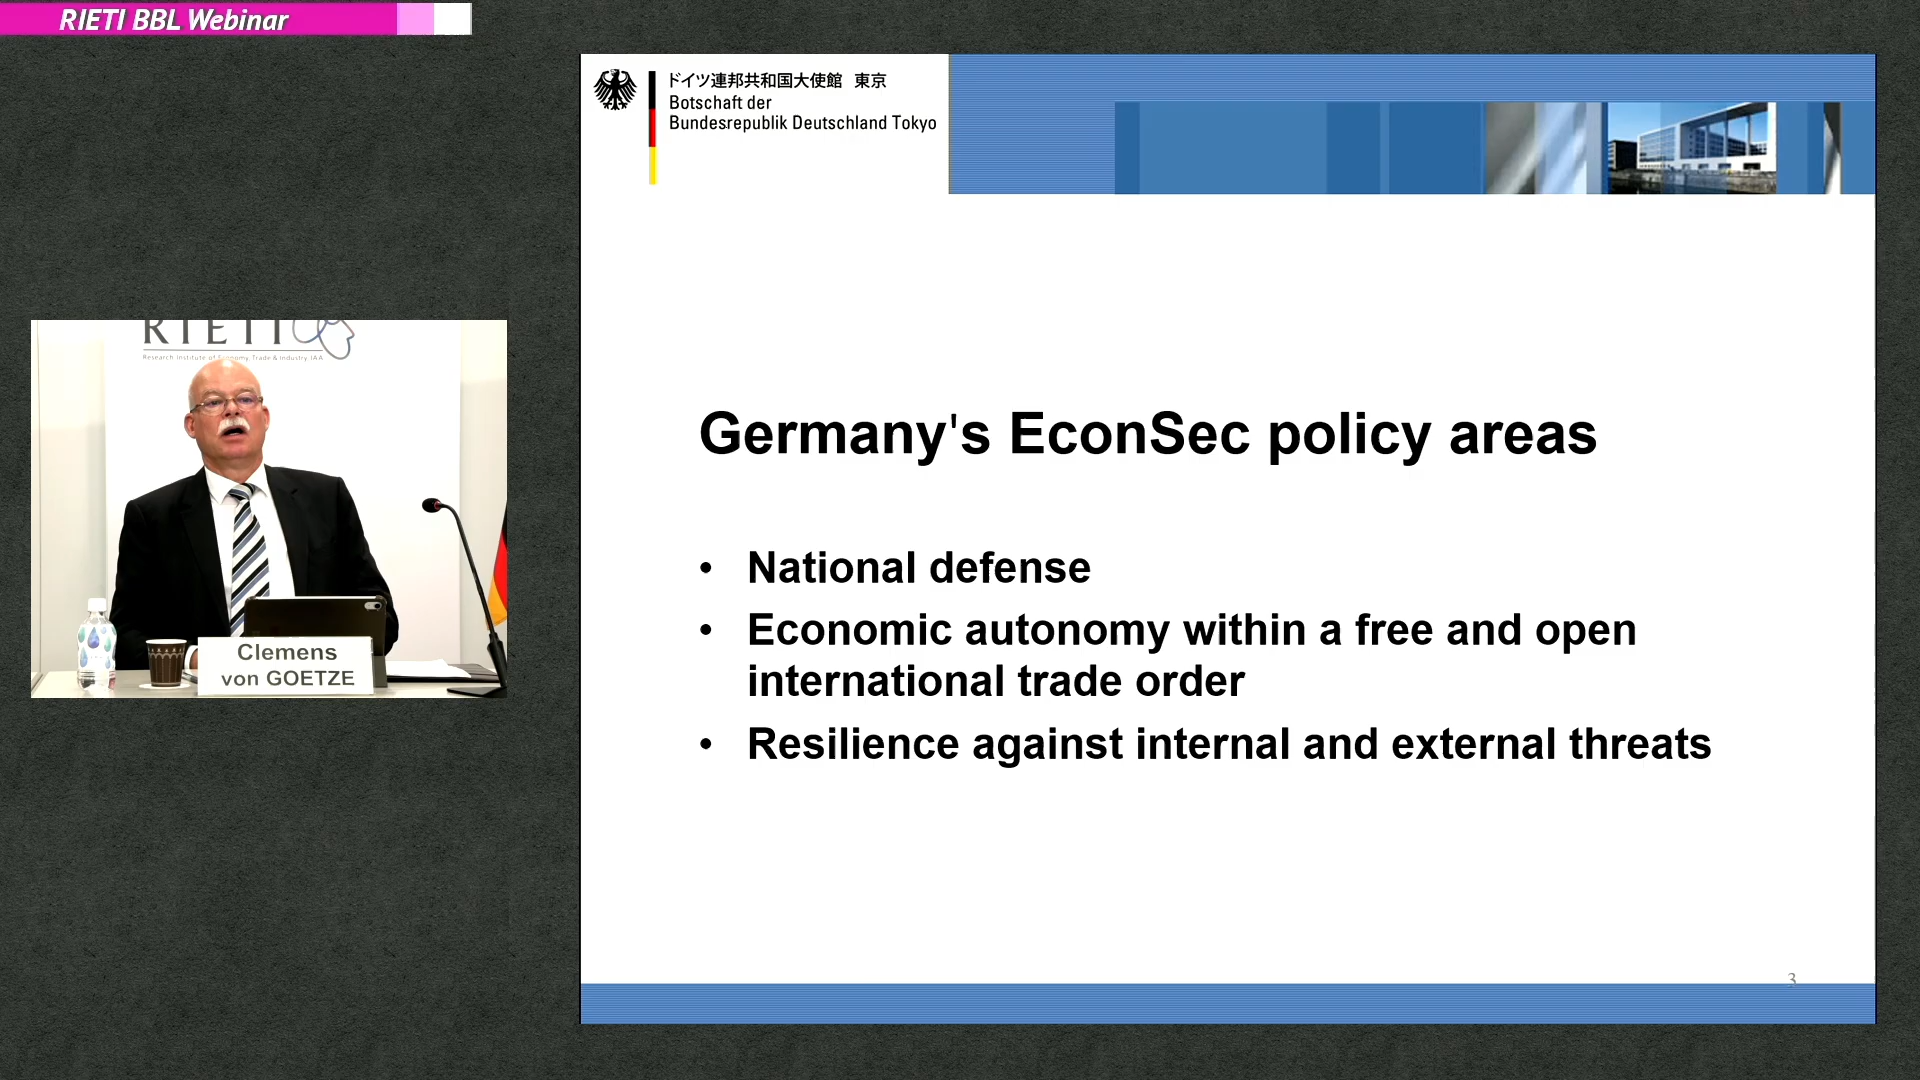 RIETI BBL Webinar
ドイツ連邦共和国大使館　東京
Botschaft der
Bundesrepublik Deutschland Tokyo
RIETI
Research Institute of Economy, Trade & Industry, IAA
Clemens
von GOETZE
Germany's EconSec policy areas
• National defense
• Economic autonomy within a free and open
international trade order
• Resilience against internal and external threats
3